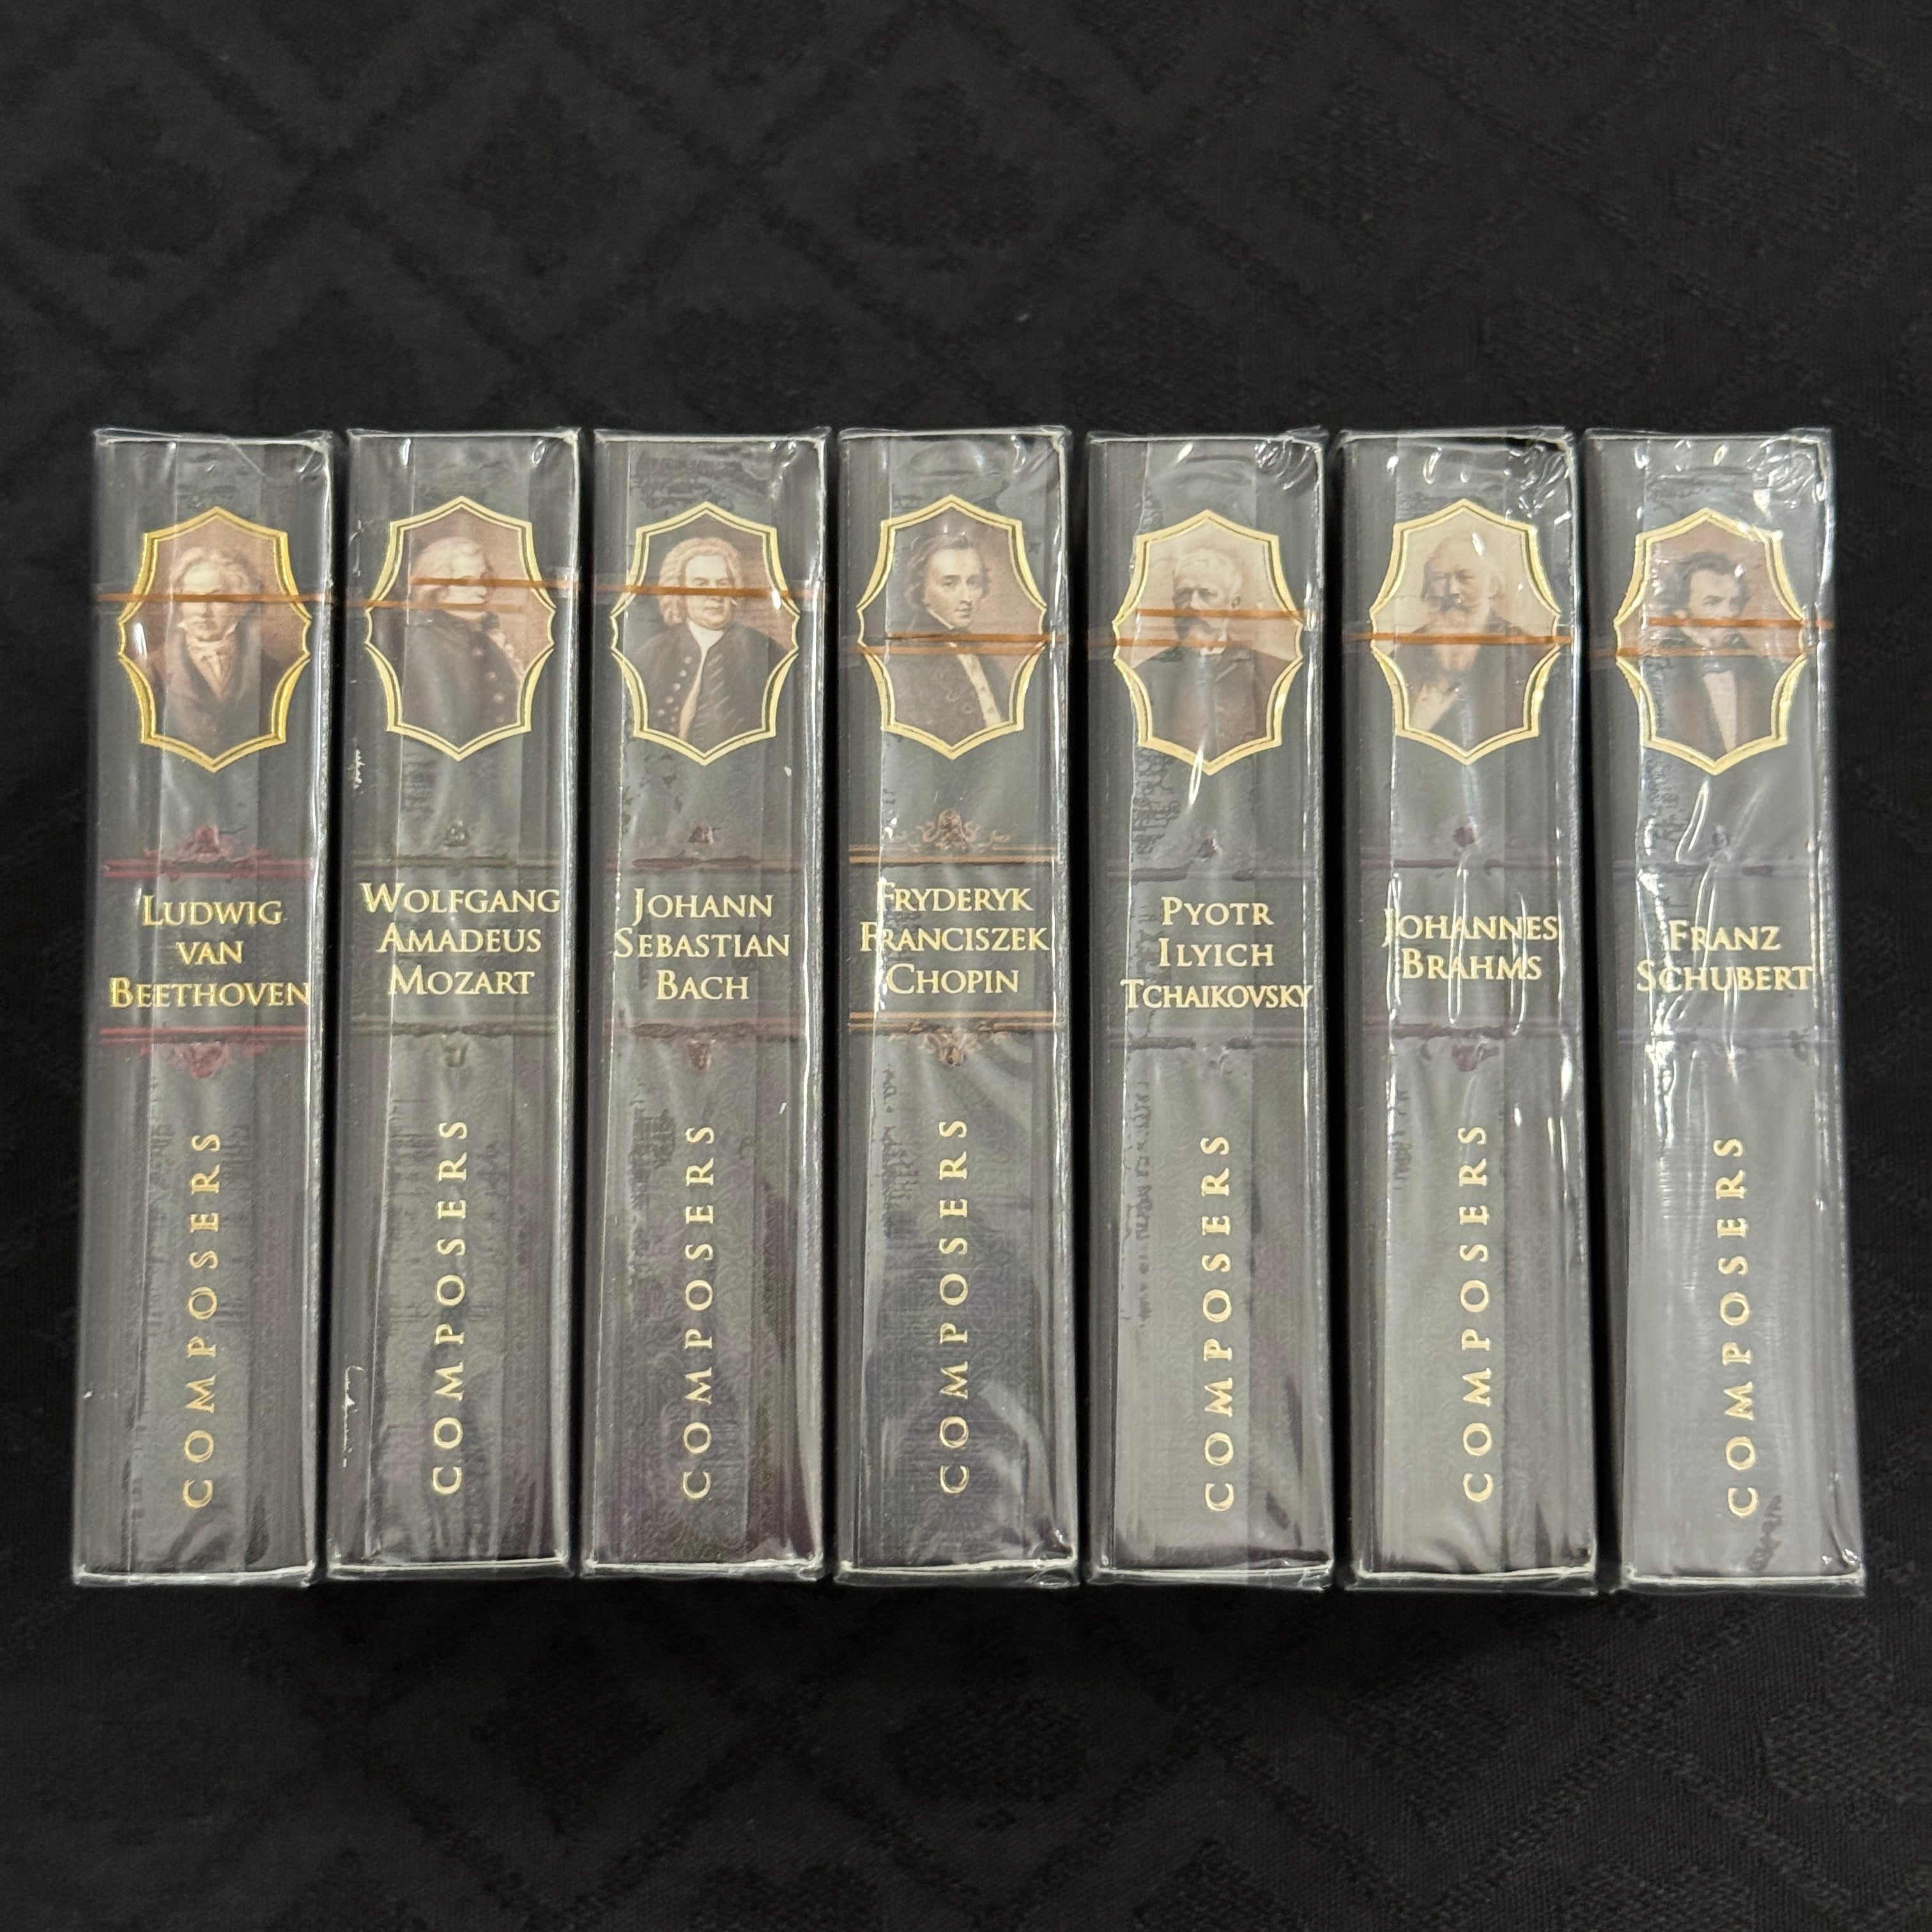 LUDWIG
VAN
BEETHOVEN
COMPOSERS
WOLFGANG
AMADEUS
MOZART
COMPOSERS
JOHANN
SEBASTIAN
BACH
COMPOSERS
FRYDERYK
FRANCISZEK
CHOPIN
COMPOSERS
PYOTR
ILYICH
TCHAIKOVSKY
COMPOSERS
JOHANNES
BRAHMS
COMPOSERS
FRANZ
SCHUBERT
COMPOSERS